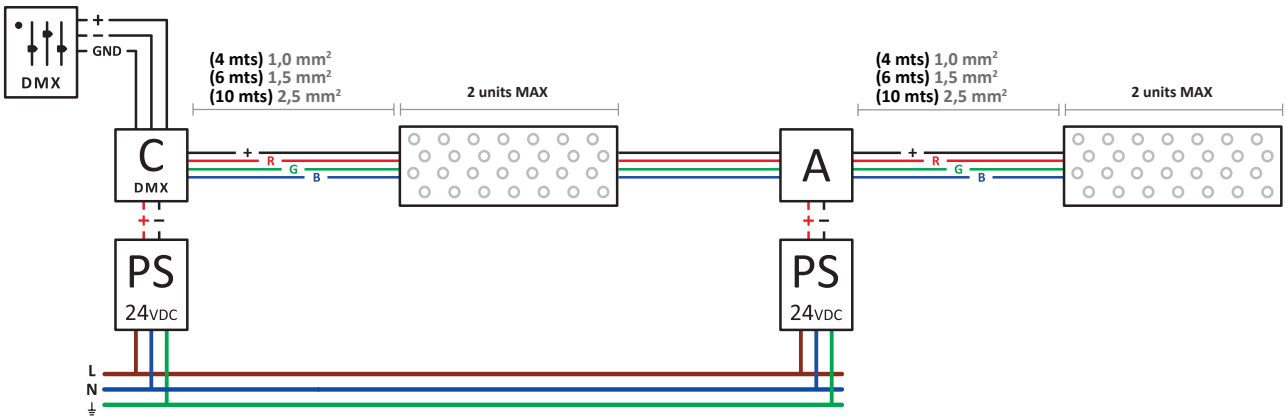 +
−
GND
DMX
(4 mts) 1,0 mm²
(6 mts) 1,5 mm²
(10 mts) 2,5 mm²
2 units MAX
(4 mts) 1,0 mm²
(6 mts) 1,5 mm²
(10 mts) 2,5 mm²
2 units MAX
C
DMX
+
R
G
B
A
+
R
G
B
+ −
+ −
PS
24VDC
PS
24VDC
L
N
⏚